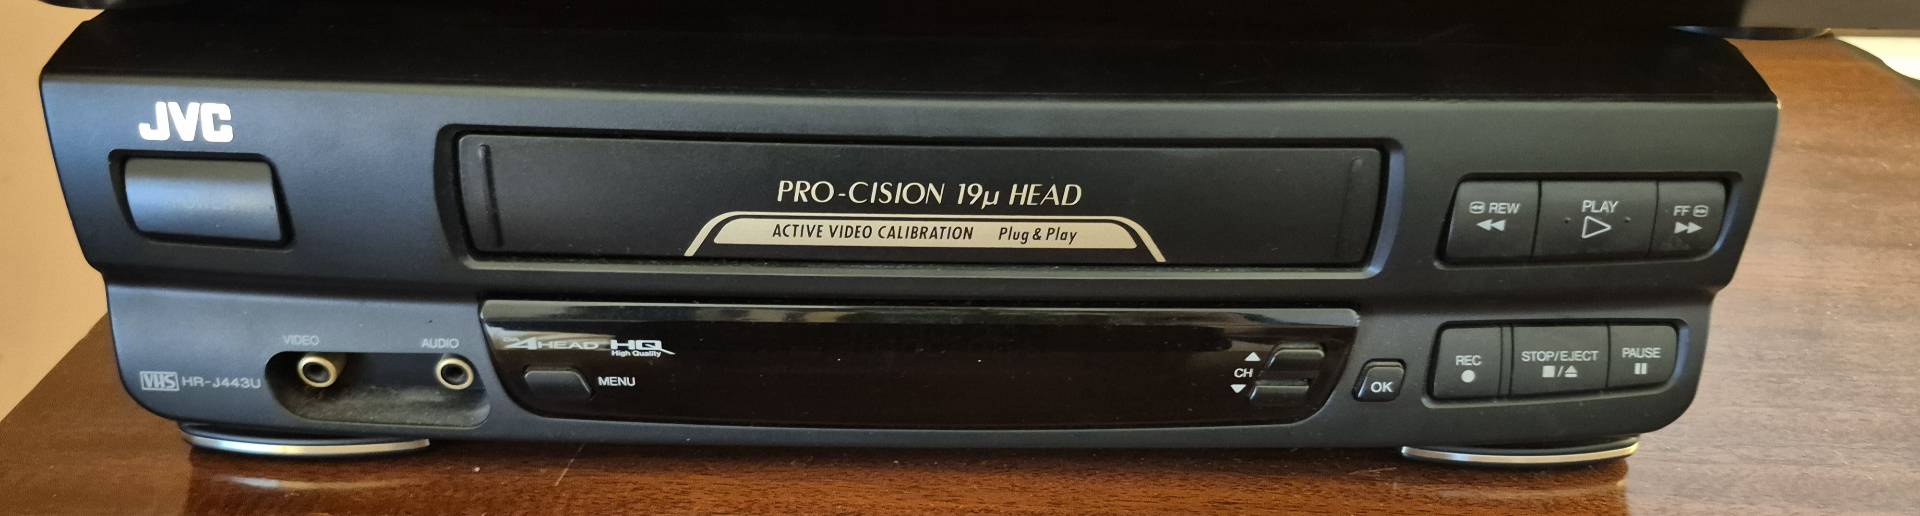 JVC
PRO-CISION 19µ HEAD
ACTIVE VIDEO CALIBRATION Plug & Play
REW
PLAY
FF
VIDEO
AUDIO
VHS HR-J443U
4HEAD HQ
High Quality
MENU
CH
OK
REC
STOP/EJECT
PAUSE